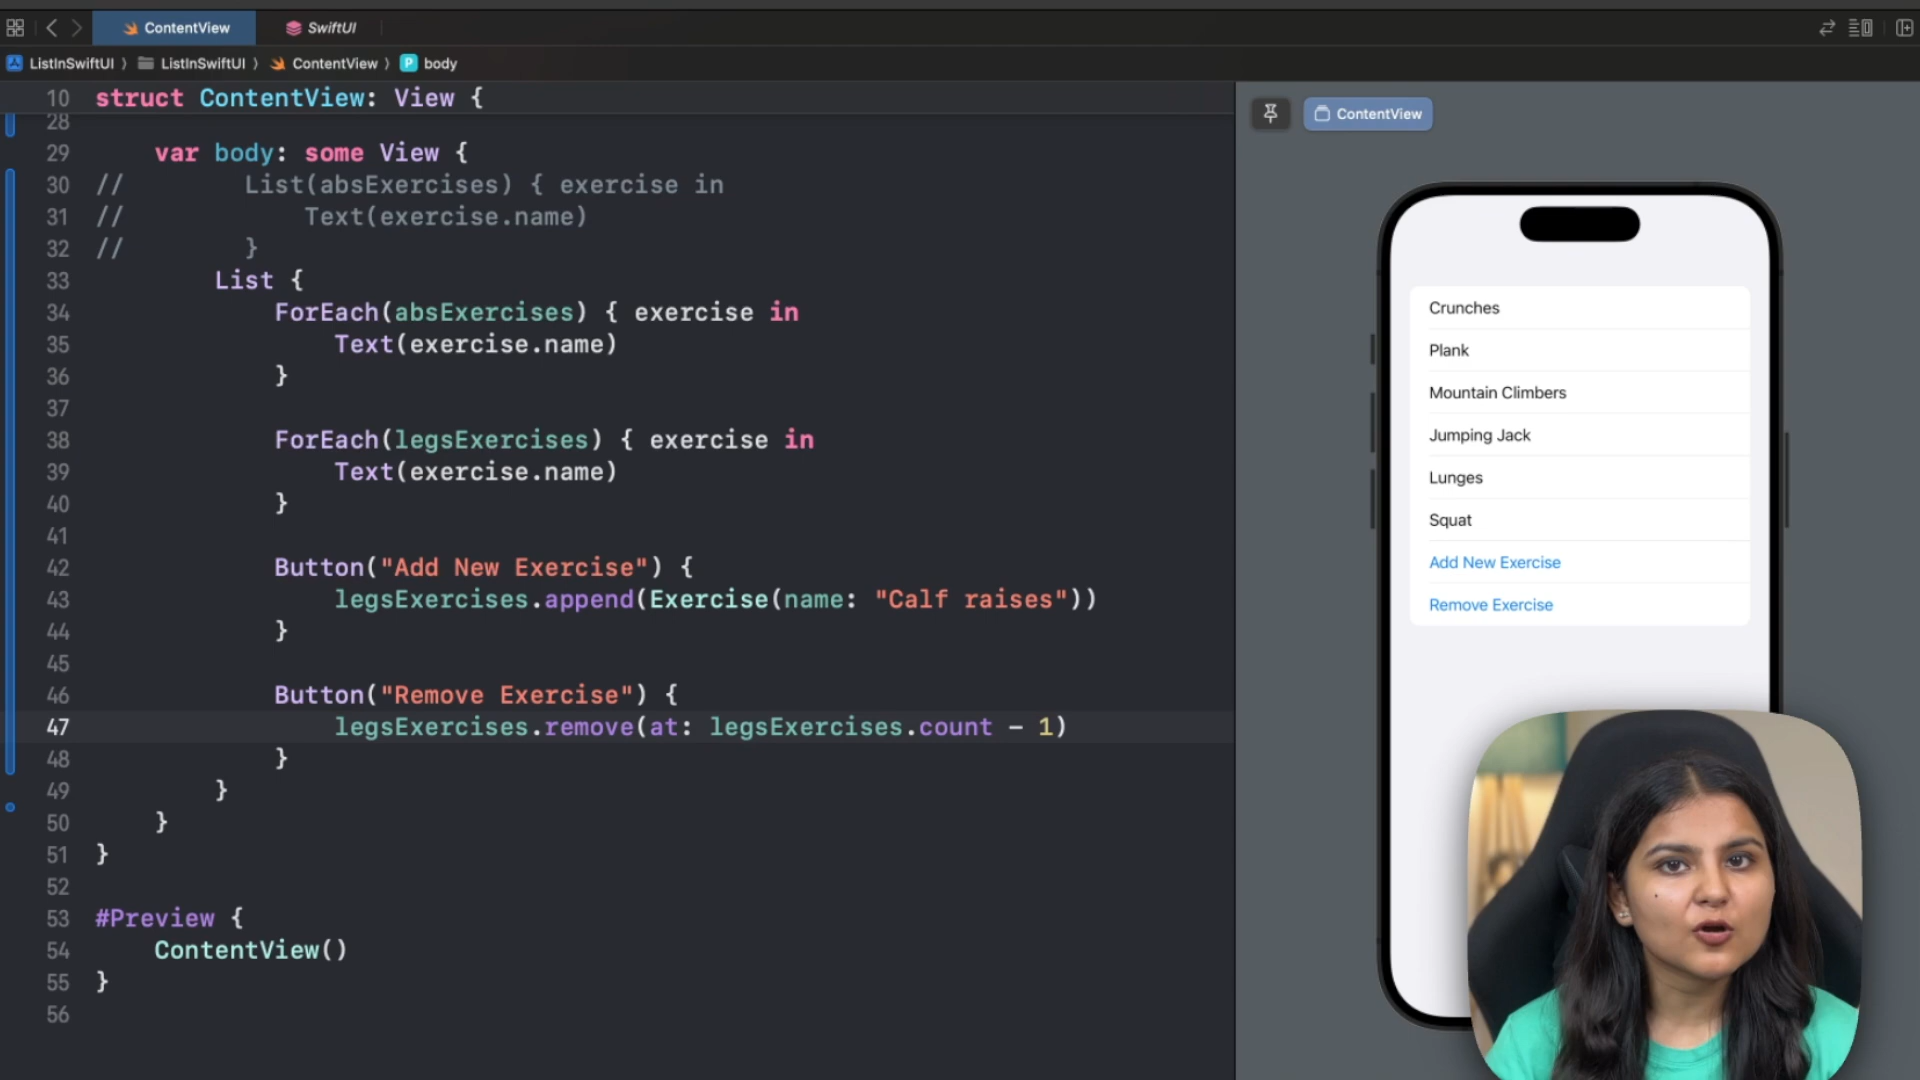 ContentView
SwiftUI
ListInSwiftUI 〉 ListInSwiftUI 〉 ContentView 〉 P body
10 struct ContentView: View {
28
29 var body: some View {
30 // List(absExercises) { exercise in
31 // Text(exercise.name)
32 // }
33 List {
34 ForEach(absExercises) { exercise in
35 Text(exercise.name)
36 }
37
38 ForEach(legsExercises) { exercise in
39 Text(exercise.name)
40 }
41
42 Button("Add New Exercise") {
43 legsExercises.append(Exercise(name: "Calf raises"))
44 }
45
46 Button("Remove Exercise") {
47 legsExercises.remove(at: legsExercises.count - 1)
48 }
49 }
50 }
51 }
52
53 #Preview {
54 ContentView()
55 }
56
ContentView
Crunches
Plank
Mountain Climbers
Jumping Jack
Lunges
Squat
Add New Exercise
Remove Exercise